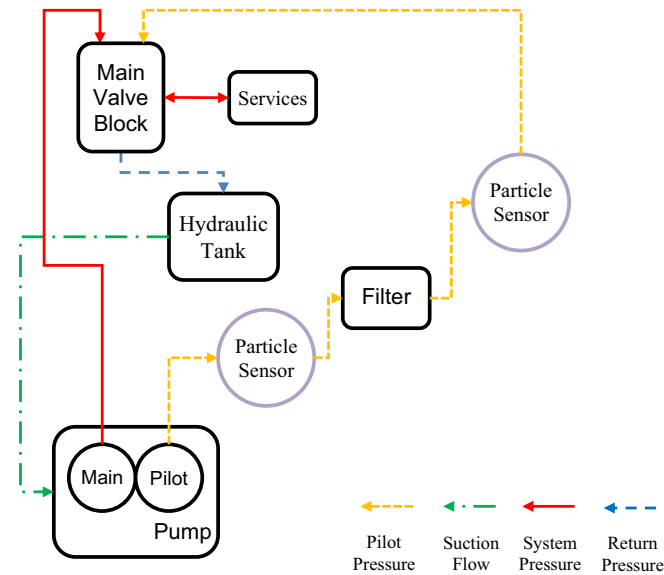 Main
Valve
Block
Services
Particle
Sensor
Hydraulic
Tank
Filter
Particle
Sensor
Main
Pilot
Pump
Pilot
Pressure
Suction
Flow
System
Pressure
Return
Pressure